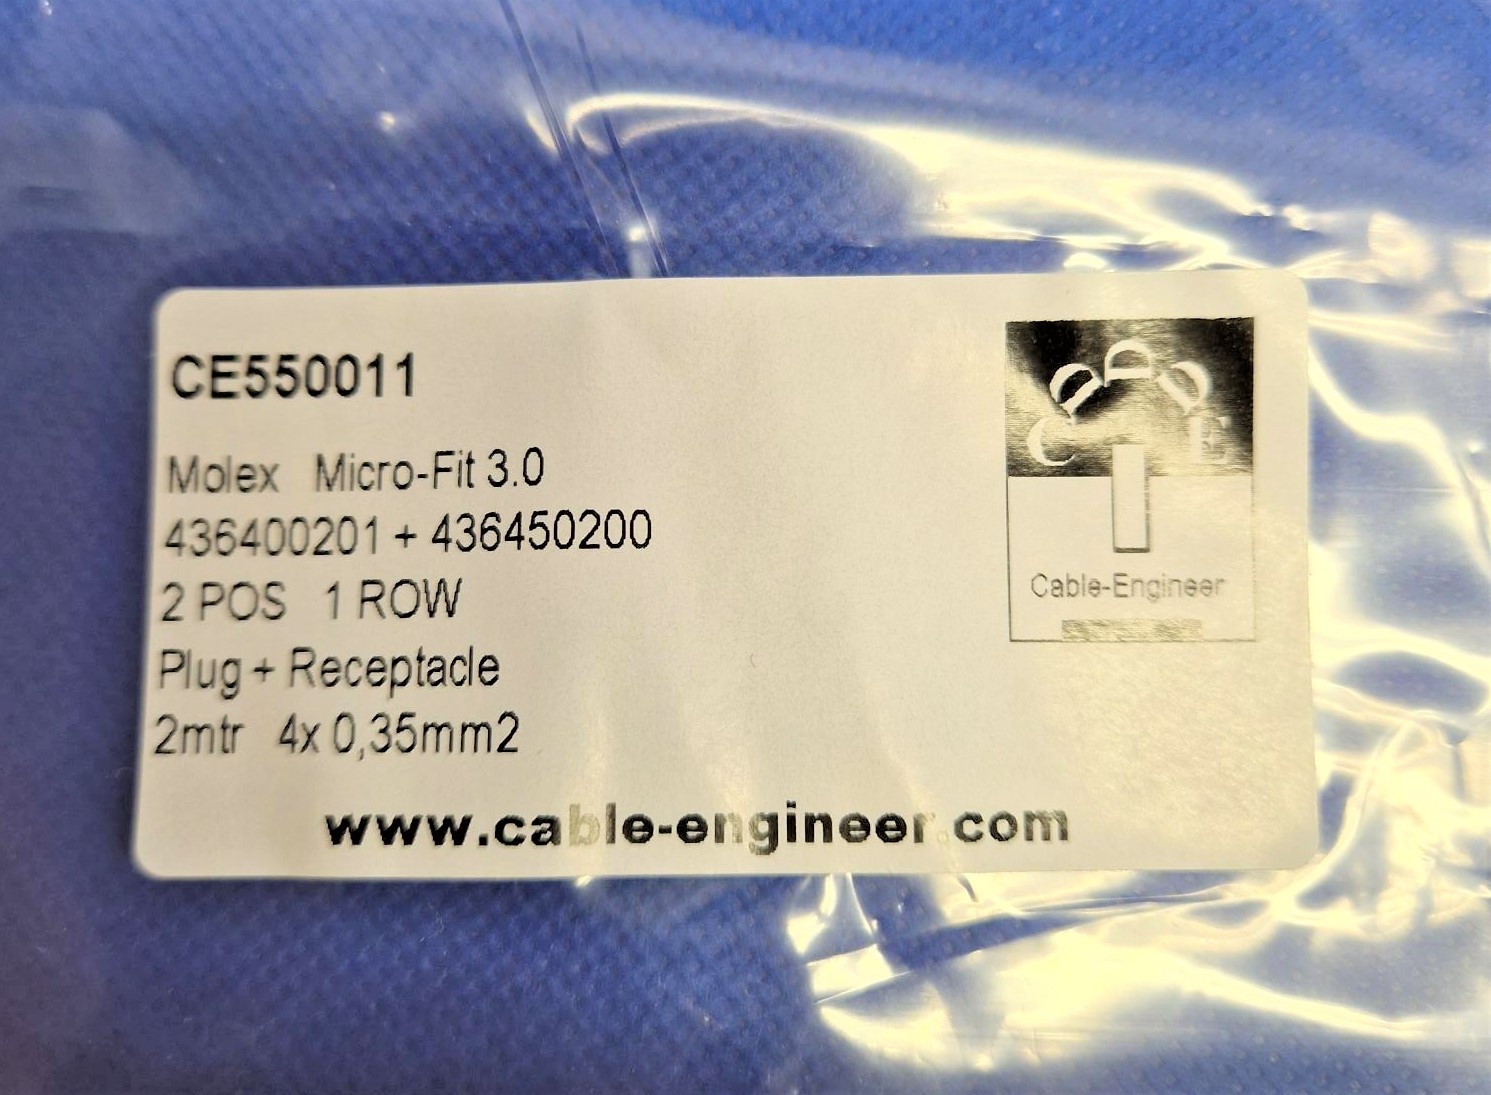 CE550011
Molex Micro-Fit 3.0
436400201 + 436450200
2 POS 1 ROW
Plug + Receptacle
2mtr 4x 0,35mm2
www.cable-engineer.com
CDDDE
Cable-Engineer